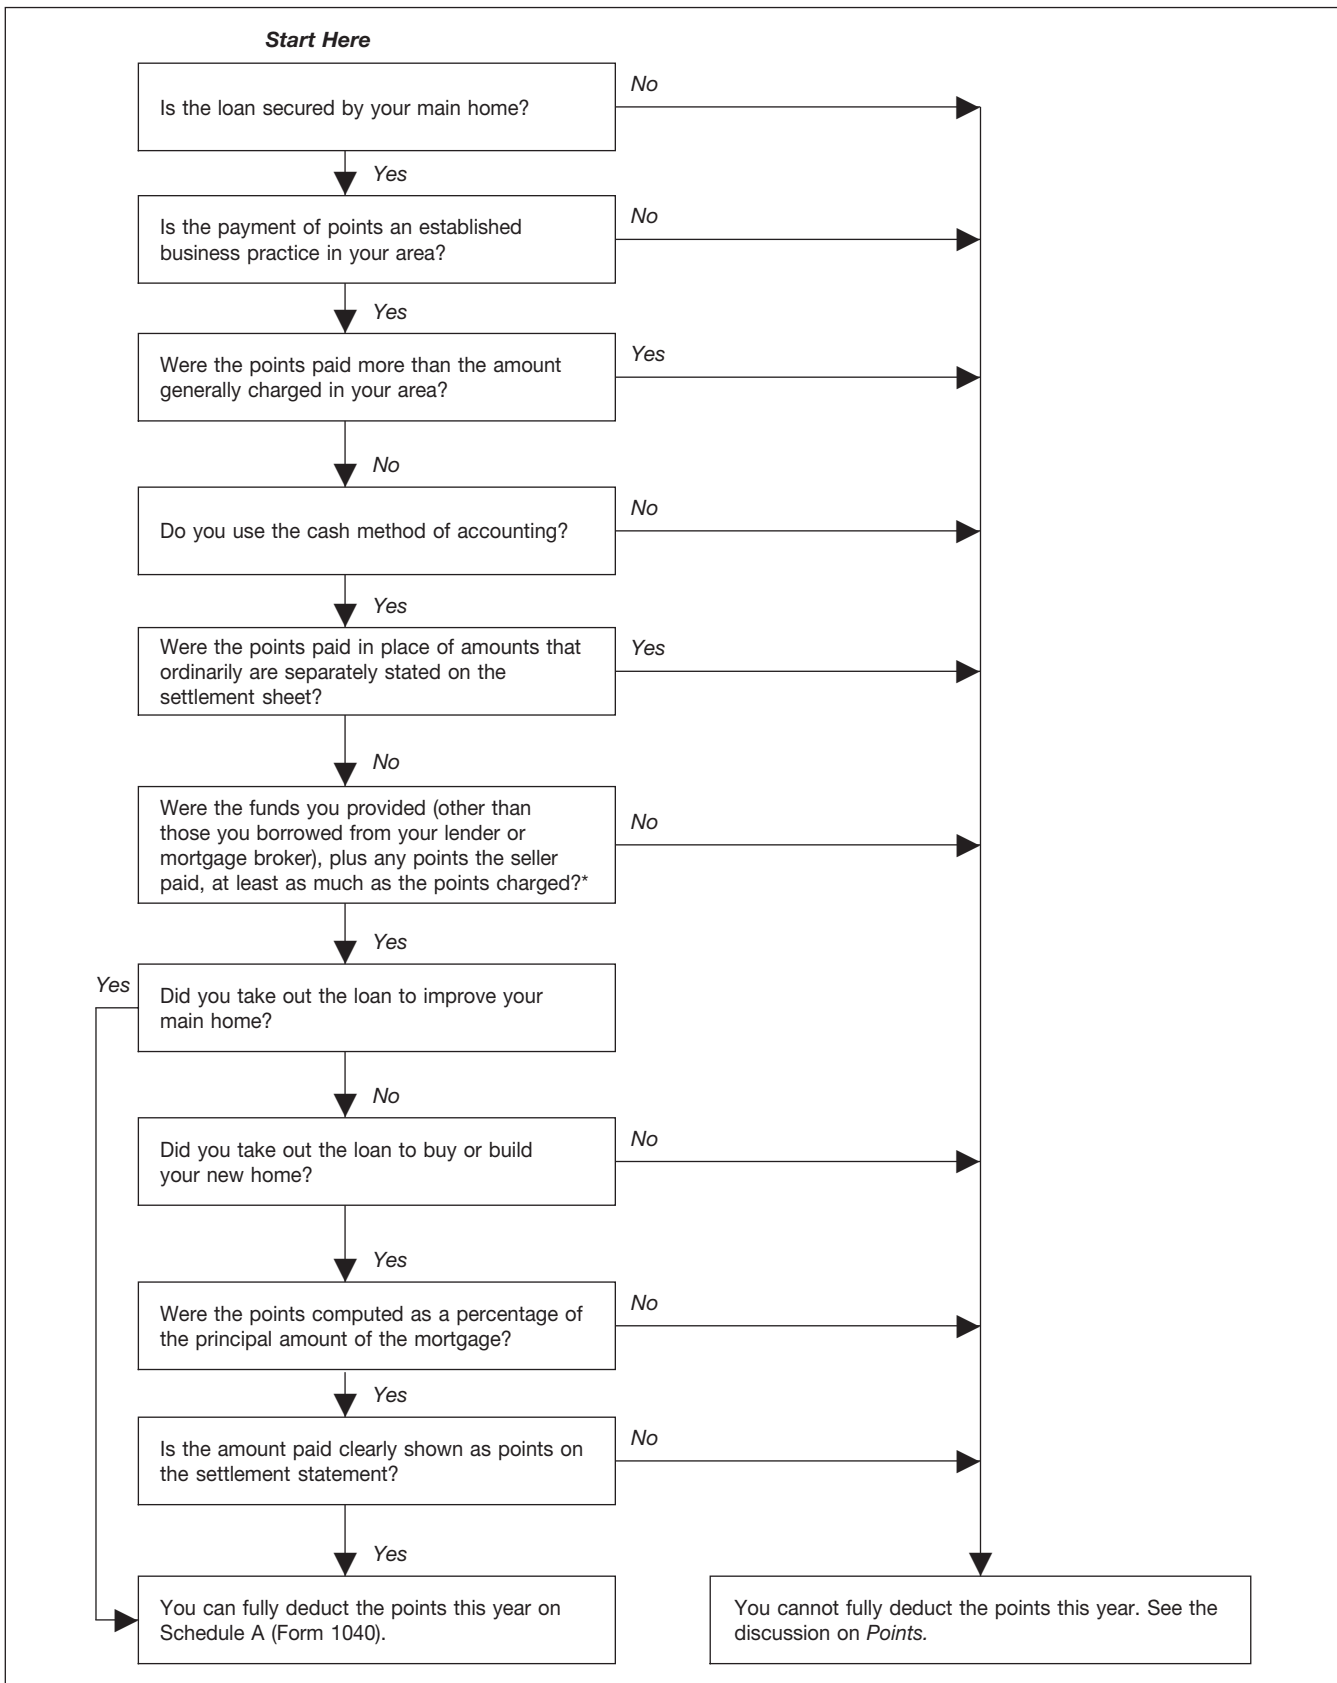 Start Here
Is the loan secured by your main home?
No
Yes
Is the payment of points an established
business practice in your area?
No
Yes
Were the points paid more than the amount
generally charged in your area?
Yes
No
Do you use the cash method of accounting?
No
Yes
Were the points paid in place of amounts that
ordinarily are separately stated on the
settlement sheet?
Yes
No
Were the funds you provided (other than
those you borrowed from your lender or
mortgage broker), plus any points the seller
paid, at least as much as the points charged?*
No
Yes
Yes
Did you take out the loan to improve your
main home?
No
Did you take out the loan to buy or build
your new home?
No
Yes
Were the points computed as a percentage of
the principal amount of the mortgage?
No
Yes
Is the amount paid clearly shown as points on
the settlement statement?
No
Yes
You can fully deduct the points this year on
Schedule A (Form 1040).
You cannot fully deduct the points this year. See the
discussion on Points.